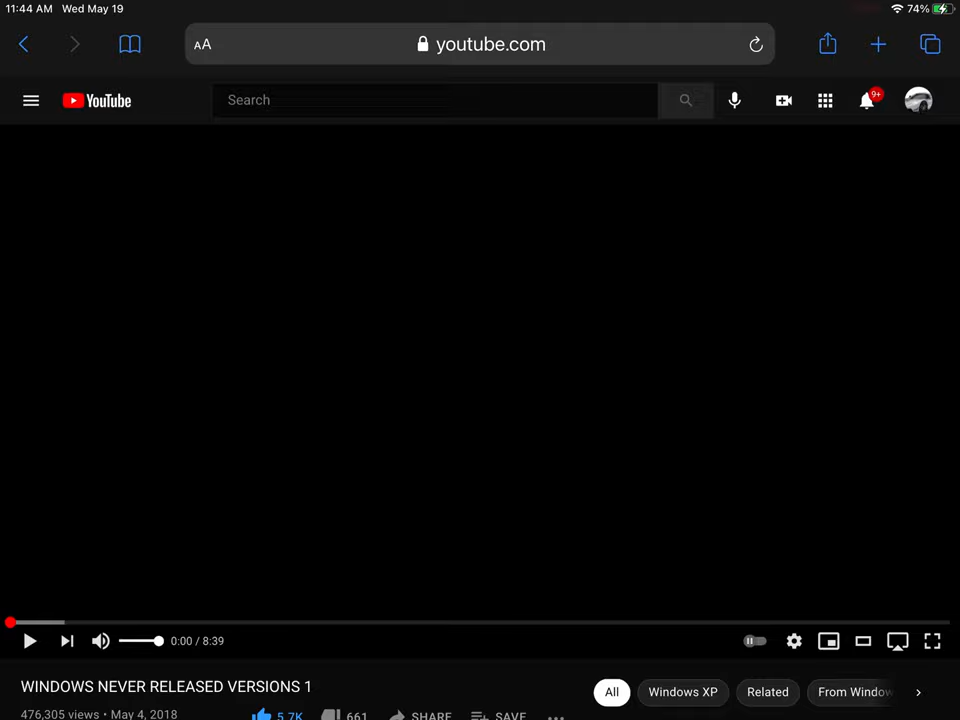 11:44 AM Wed May 19 74%
AA youtube.com
YouTube Search 9+
0:00 / 8:39
WINDOWS NEVER RELEASED VERSIONS 1
All Windows XP Related From Window
476,305 views • May 4, 2018 5.7K 661 SHARE SAVE